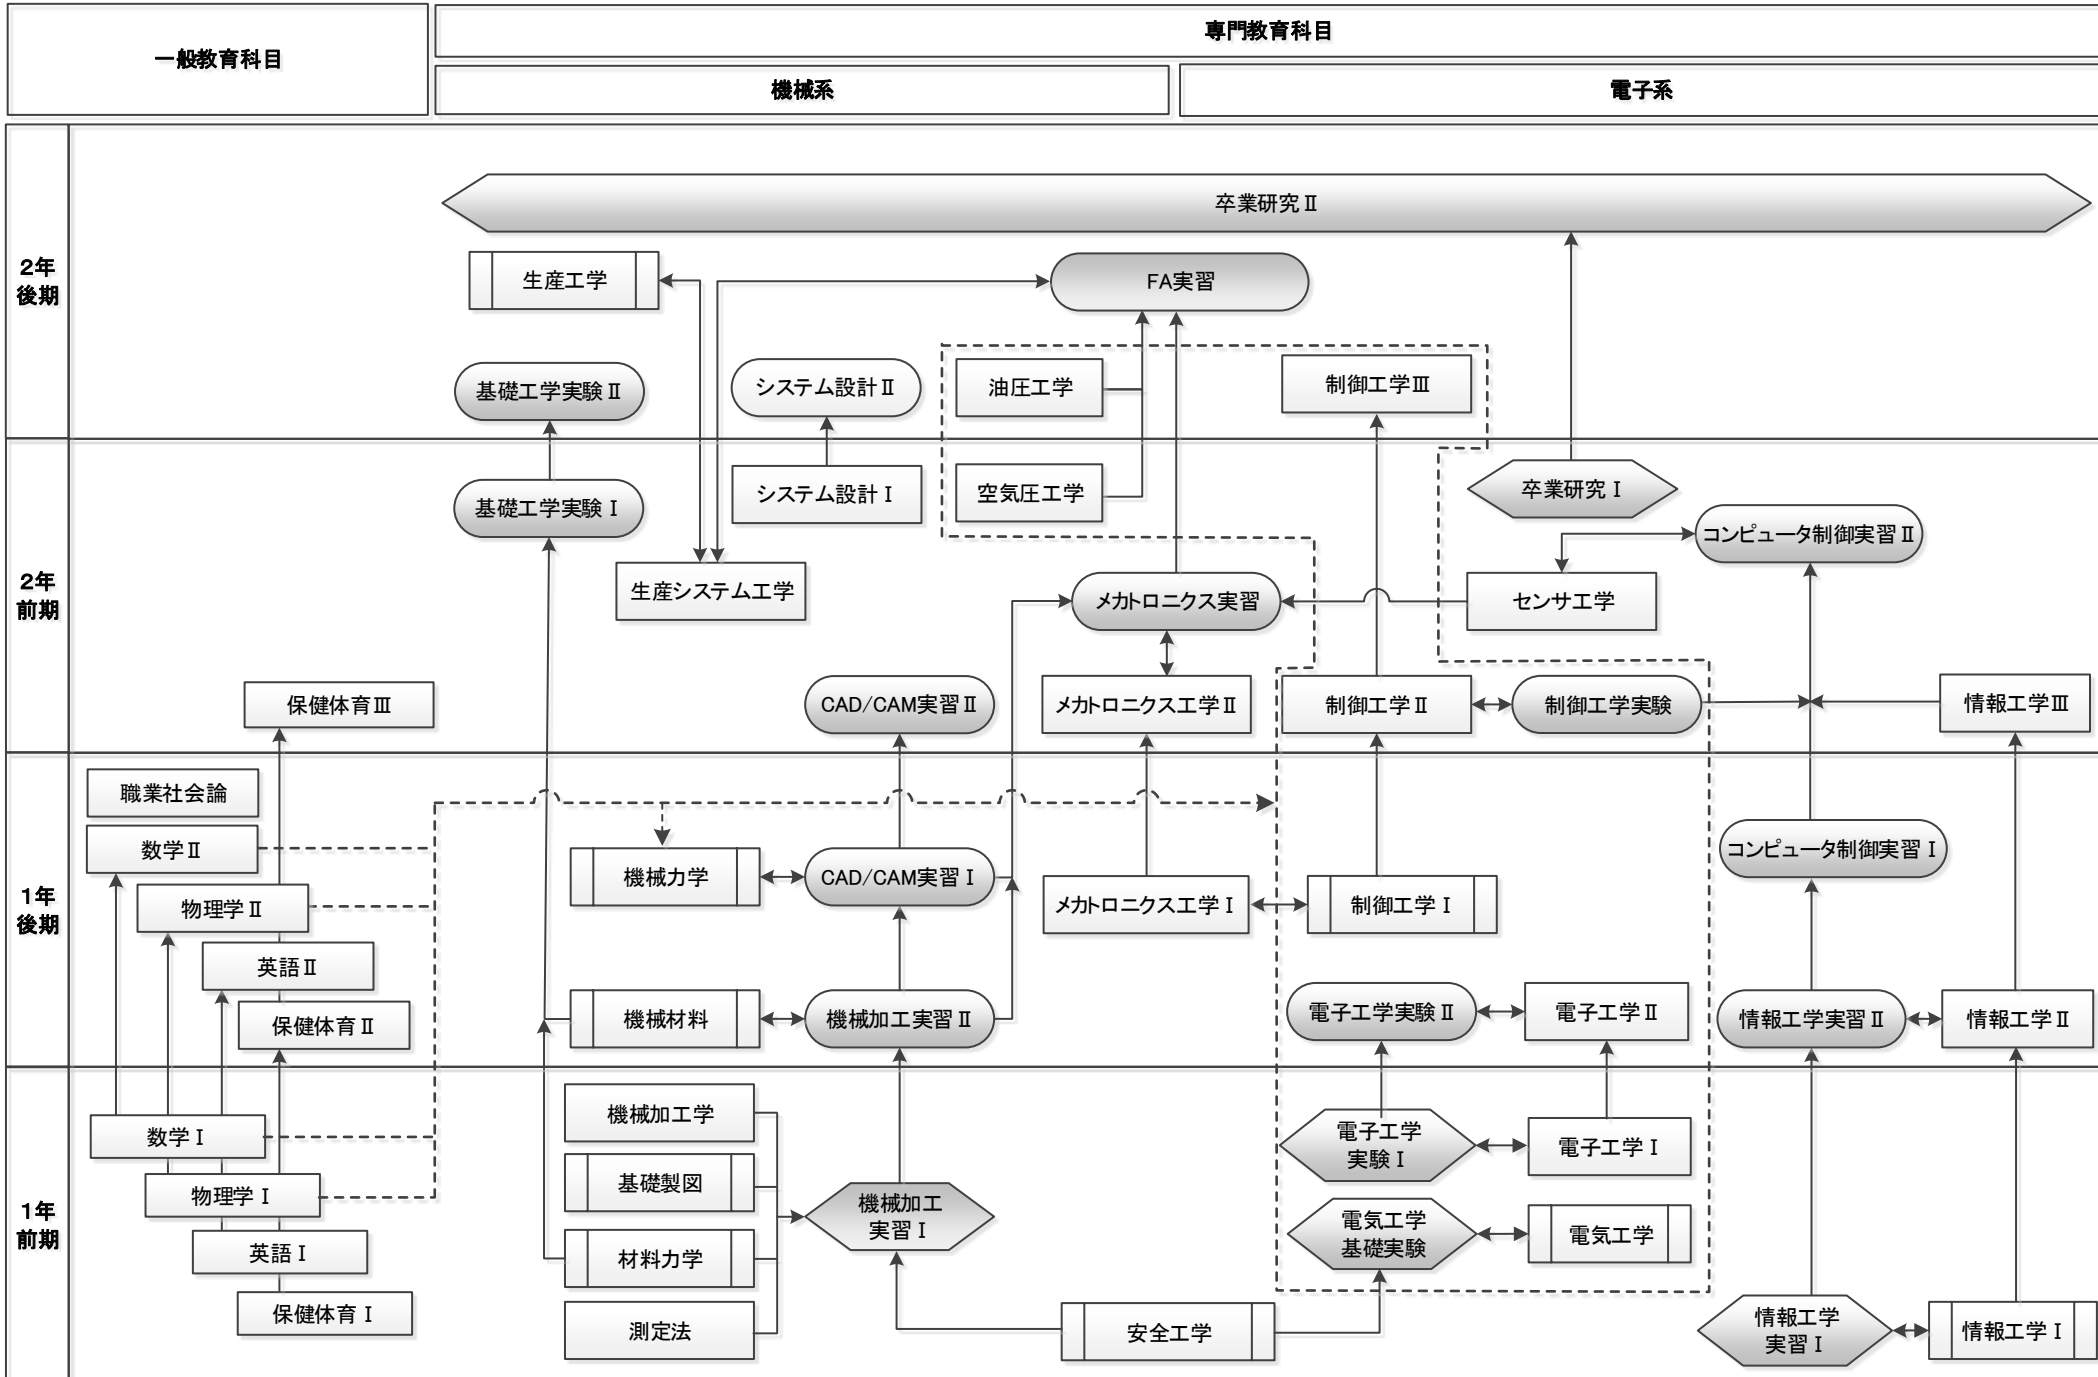 一般教育科目
専門教育科目
機械系
電子系
2年
後期
卒業研究Ⅱ
生産工学
FA実習
基礎工学実験Ⅱ
システム設計Ⅱ
油圧工学
制御工学Ⅲ
2年
前期
基礎工学実験Ⅰ
システム設計Ⅰ
空気圧工学
卒業研究Ⅰ
コンピュータ制御実習Ⅱ
生産システム工学
メカトロニクス実習
センサ工学
保健体育Ⅲ
CAD/CAM実習Ⅱ
メカトロニクス工学Ⅱ
制御工学Ⅱ
制御工学実験
情報工学Ⅲ
1年
後期
職業社会論
数学Ⅱ
物理学Ⅱ
英語Ⅱ
保健体育Ⅱ
機械力学
CAD/CAM実習Ⅰ
メカトロニクス工学Ⅰ
制御工学Ⅰ
コンピュータ制御実習Ⅰ
機械材料
機械加工実習Ⅱ
電子工学実験Ⅱ
電子工学Ⅱ
情報工学実習Ⅱ
情報工学Ⅱ
1年
前期
数学Ⅰ
物理学Ⅰ
英語Ⅰ
保健体育Ⅰ
機械加工学
基礎製図
材料力学
測定法
機械加工
実習Ⅰ
電子工学
実験Ⅰ
電子工学Ⅰ
電気工学
基礎実験
電気工学
安全工学
情報工学
実習Ⅰ
情報工学Ⅰ